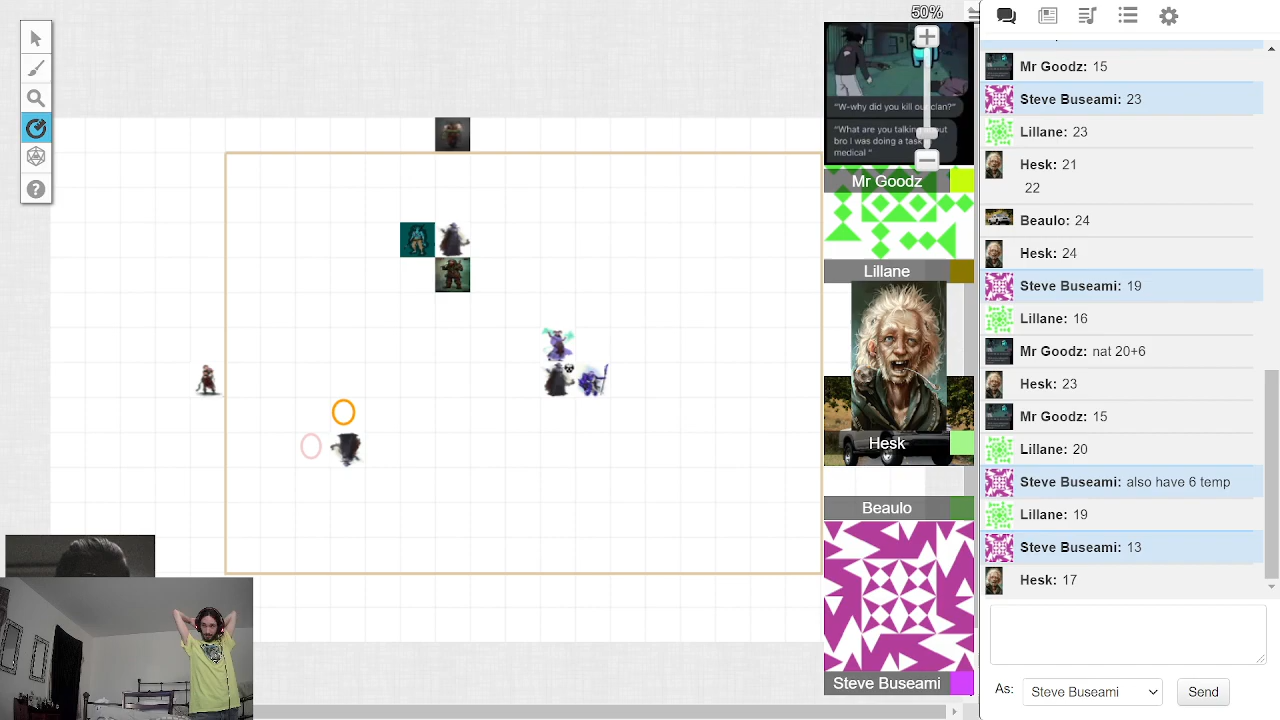 50%
"W-why did you kill our clan?"
"What are you talking about
bro I was doing a task
medical "
Mr Goodz
Lillane
Hesk
Beaulo
Steve Buseami
Mr Goodz: 15
Steve Buseami: 23
Lillane: 23
Hesk: 21
22
Beaulo: 24
Hesk: 24
Steve Buseami: 19
Lillane: 16
Mr Goodz: nat 20+6
Hesk: 23
Mr Goodz: 15
Lillane: 20
Steve Buseami: also have 6 temp
Lillane: 19
Steve Buseami: 13
Hesk: 17
As: Steve Buseami Send